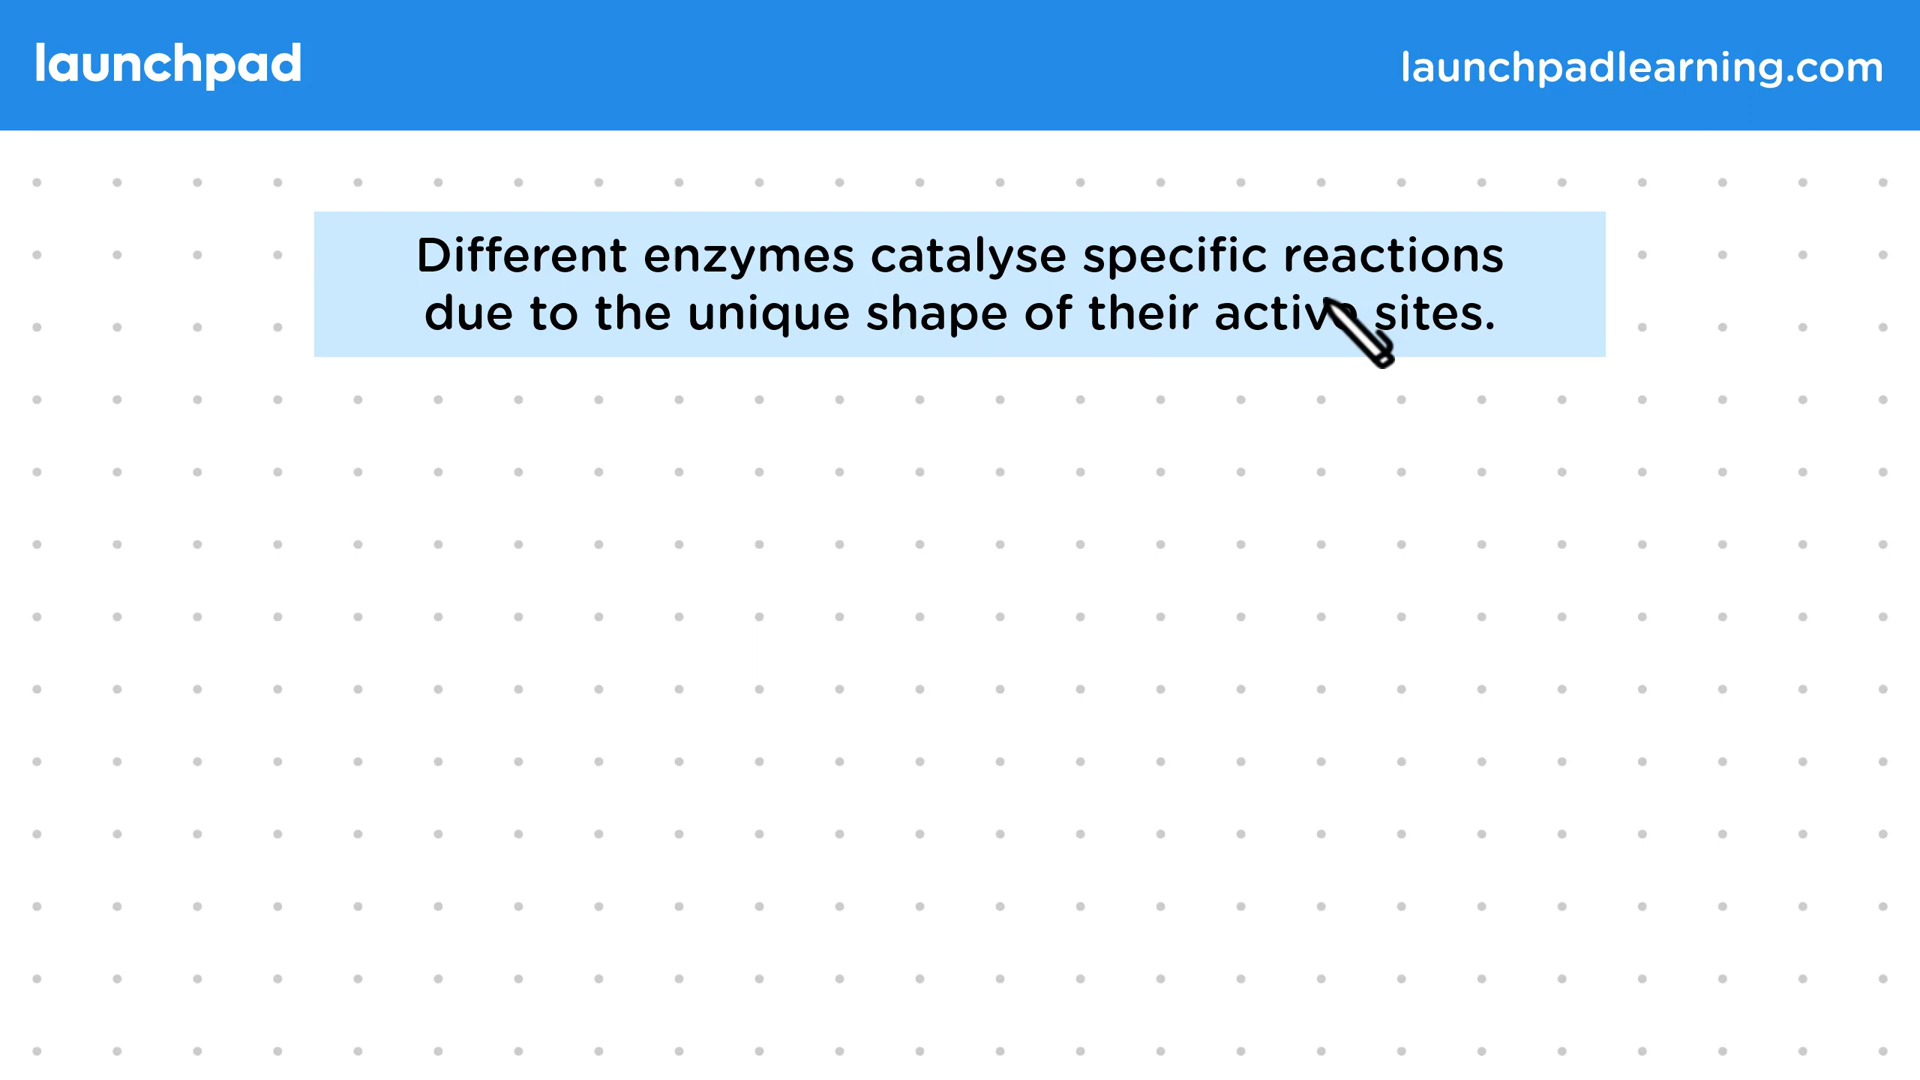 launchpad
launchpadlearning.com
Different enzymes catalyse specific reactions
due to the unique shape of their active sites.